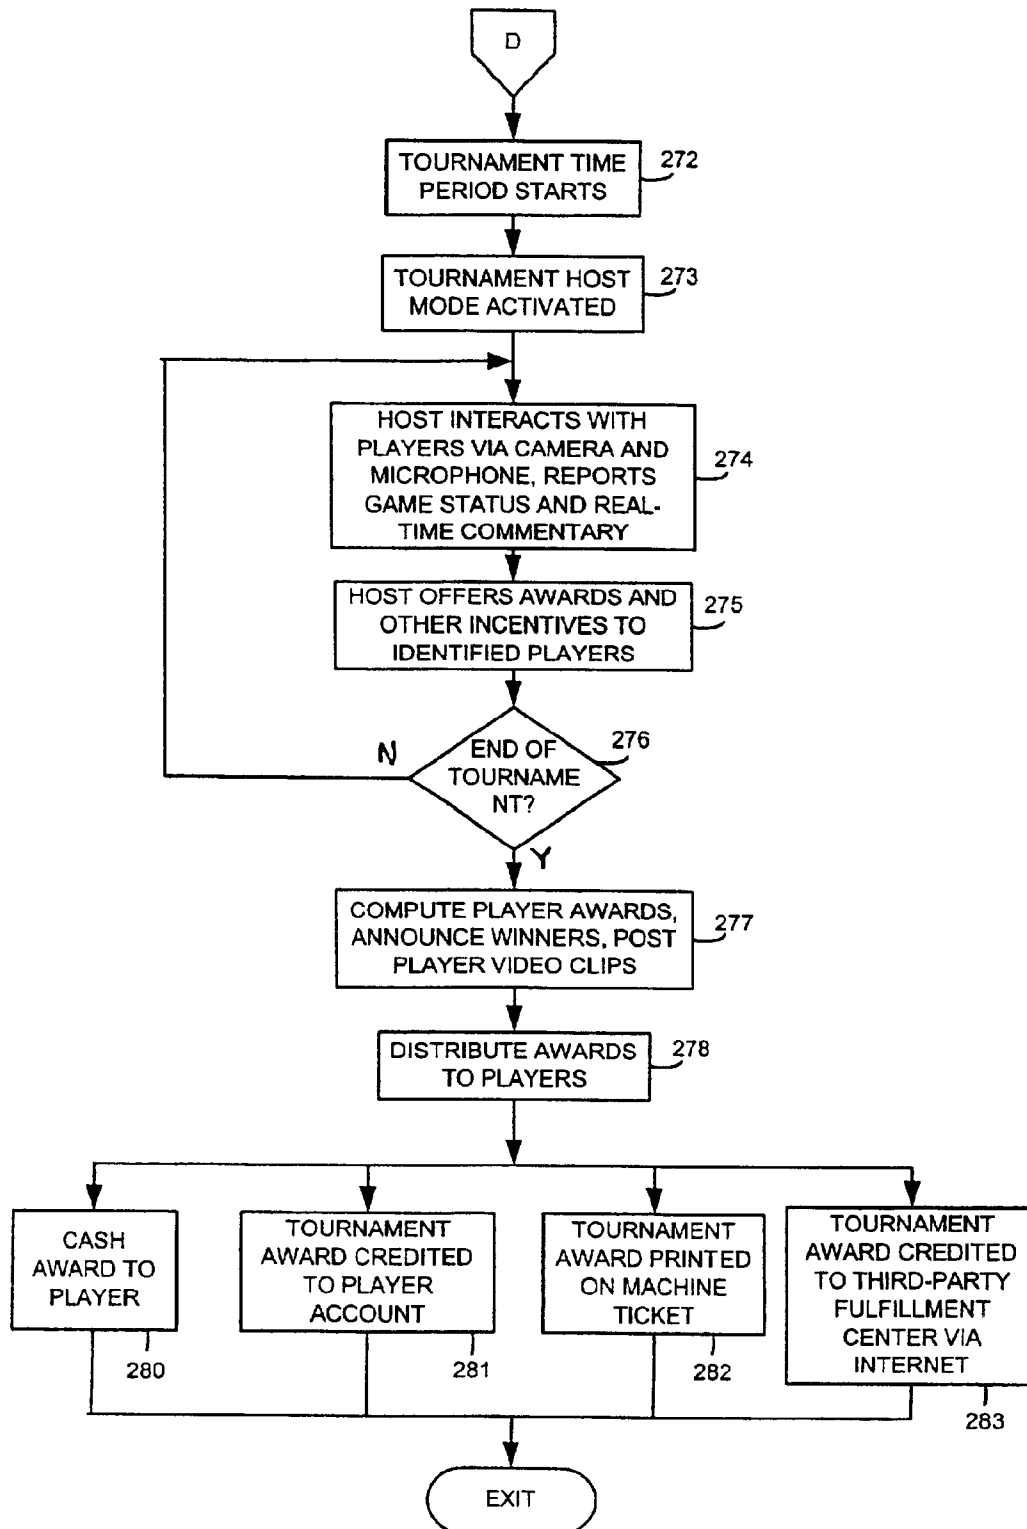 D
TOURNAMENT TIME
PERIOD STARTS
272
TOURNAMENT HOST
MODE ACTIVATED
273
HOST INTERACTS WITH
PLAYERS VIA CAMERA AND
MICROPHONE, REPORTS
GAME STATUS AND REAL-
TIME COMMENTARY
274
HOST OFFERS AWARDS AND
OTHER INCENTIVES TO
IDENTIFIED PLAYERS
275
END OF
TOURNAME
NT?
276
N
Y
COMPUTE PLAYER AWARDS,
ANNOUNCE WINNERS, POST
PLAYER VIDEO CLIPS
277
DISTRIBUTE AWARDS
TO PLAYERS
278
CASH
AWARD TO
PLAYER
280
TOURNAMENT
AWARD CREDITED
TO PLAYER
ACCOUNT
281
TOURNAMENT
AWARD PRINTED
ON MACHINE
TICKET
282
TOURNAMENT
AWARD CREDITED
TO THIRD-PARTY
FULFILLMENT
CENTER VIA
INTERNET
283
EXIT